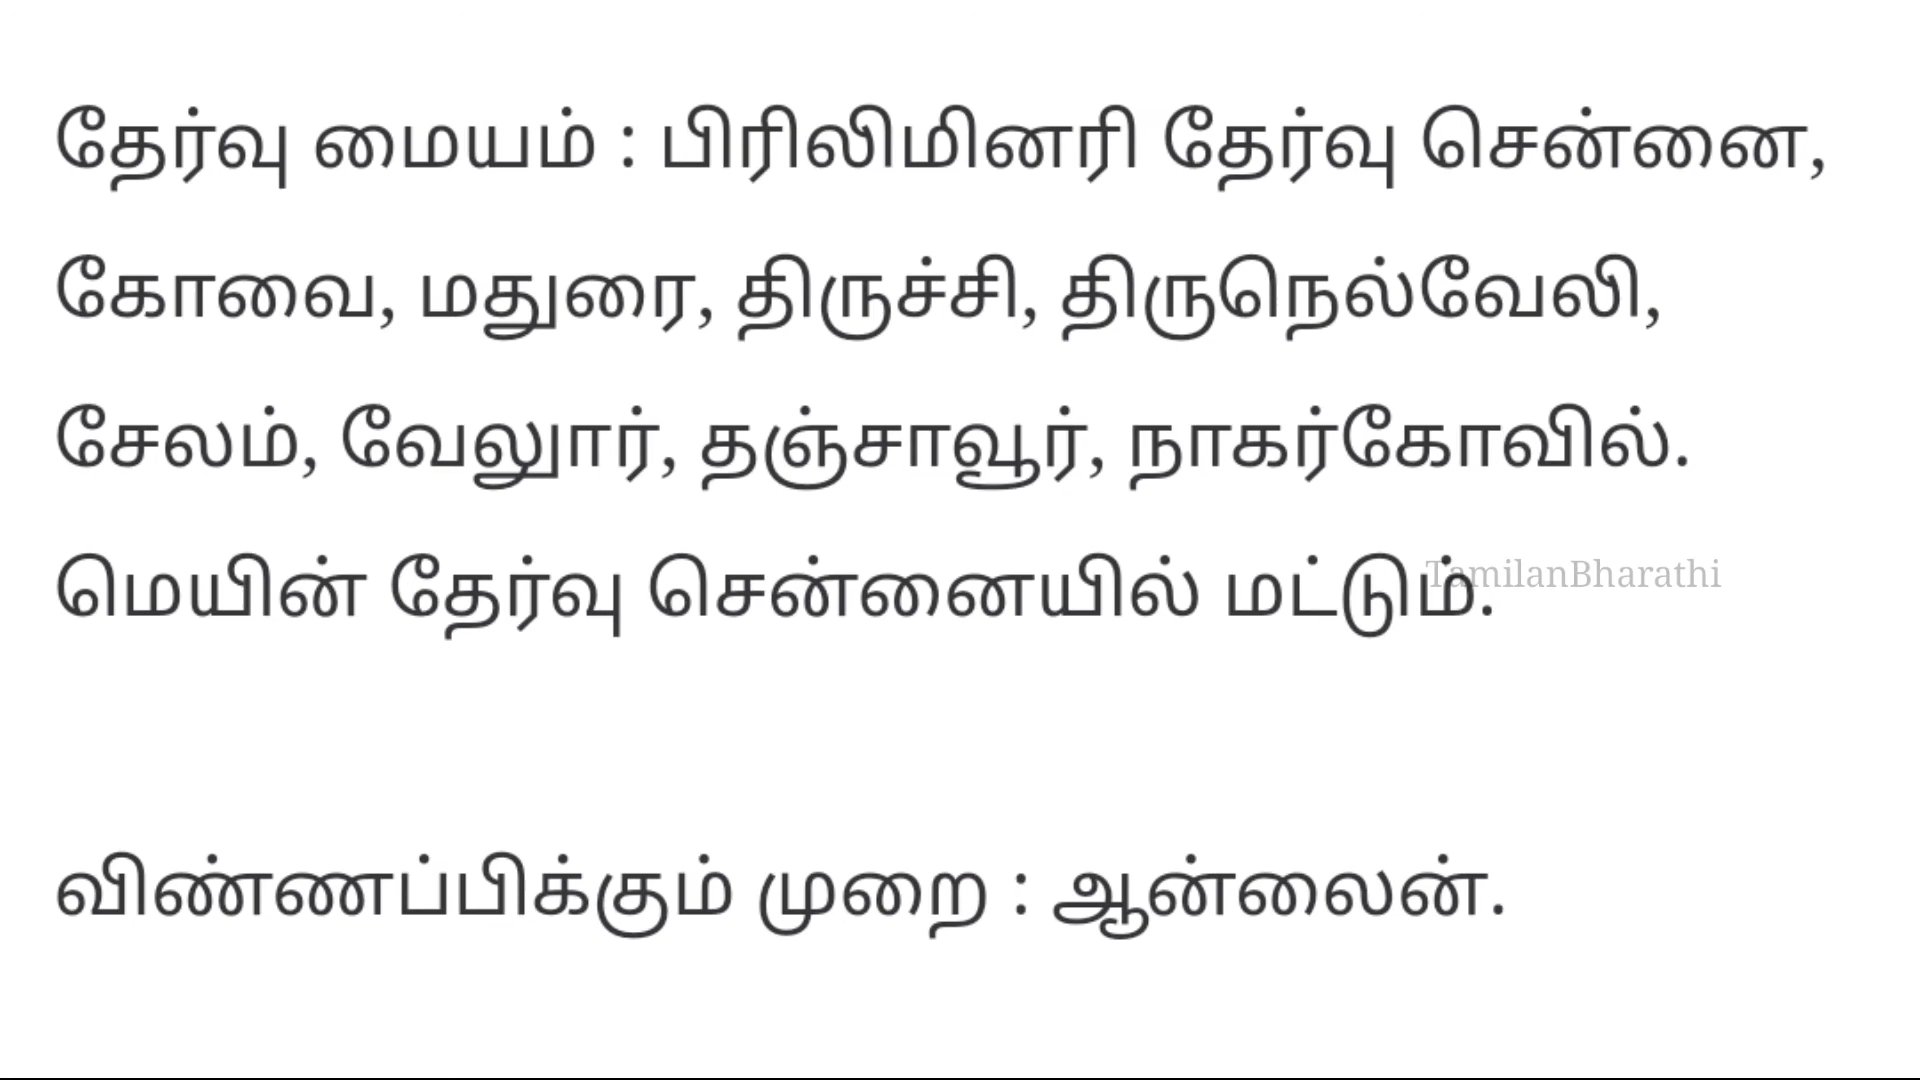 தேர்வு மையம் : பிரிலிமினரி தேர்வு சென்னை,
கோவை, மதுரை, திருச்சி, திருநெல்வேலி,
சேலம், வேலுார், தஞ்சாவூர், நாகர்கோவில்.
மெயின் தேர்வு சென்னையில் மட்டும்.
TamilanBharathi
விண்ணப்பிக்கும் முறை : ஆன்லைன்.